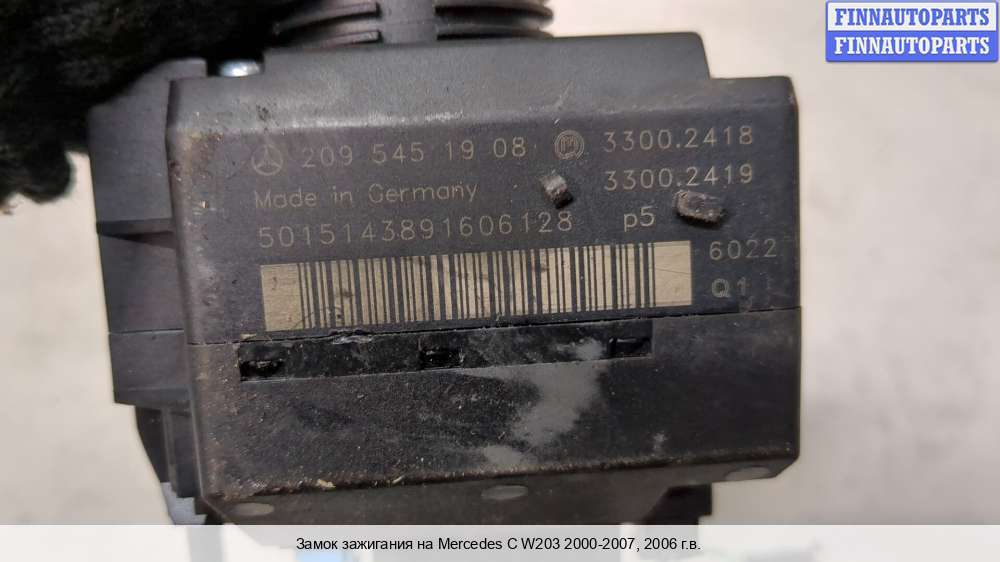 FINNAUTOPARTS
FINNAUTOPARTS
209 545 19 08 3300.2418
Made in Germany 3300.2419
5015143891606128 p5
6022
Q1
Замок зажигания на Mercedes C W203 2000-2007, 2006 г.в.